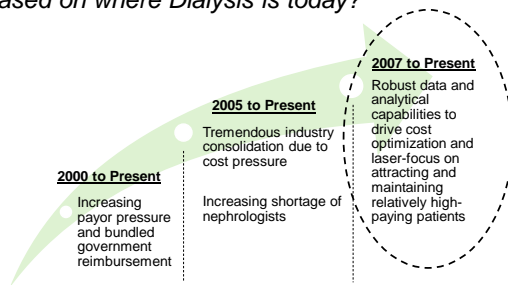 ased on where Dialysis is today?
2000 to Present
Increasing
payor pressure
and bundled
government
reimbursement
2005 to Present
Tremendous industry
consolidation due to
cost pressure
Increasing shortage of
nephrologists
2007 to Present
Robust data and
analytical
capabilities to
drive cost
optimization and
laser-focus on
attracting and
maintaining
relatively high-
paying patients